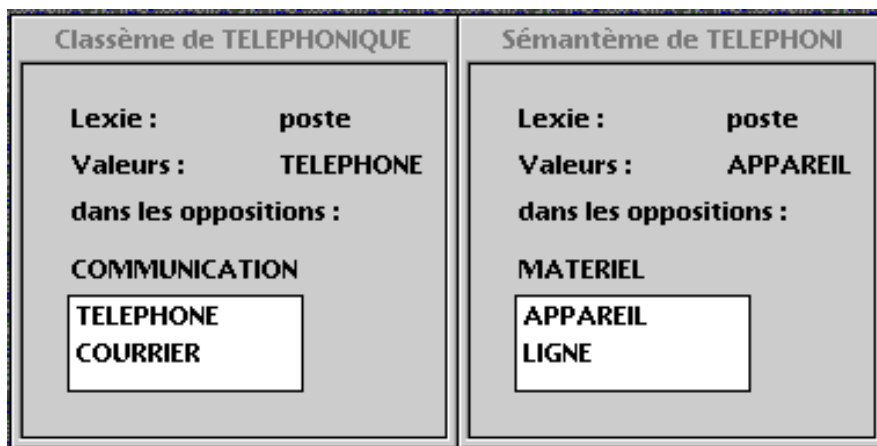 Classème de TELEPHONIQUE
Lexie : poste
Valeurs : TELEPHONE
dans les oppositions :
COMMUNICATION
TELEPHONE
COURRIER
Sémantème de TELEPHONI
Lexie : poste
Valeurs : APPAREIL
dans les oppositions :
MATERIEL
APPAREIL
LIGNE